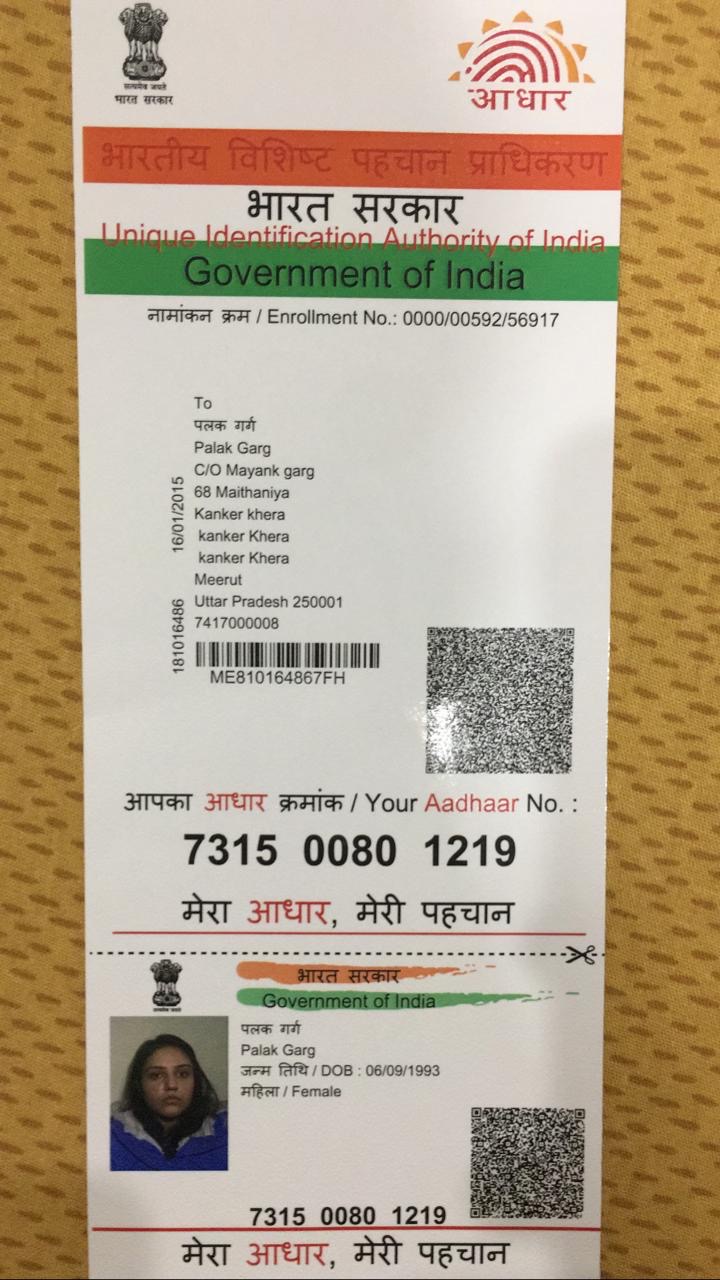 सत्यमेव जयते
भारत सरकार
आधार
भारतीय विशिष्ट पहचान प्राधिकरण
भारत सरकार
Unique Identification Authority of India
Government of India
नामांकन क्रम / Enrollment No.: 0000/00592/56917
To
पलक गर्ग
Palak Garg
C/O Mayank garg
68 Maithaniya
Kanker khera
kanker Khera
kanker Khera
Meerut
Uttar Pradesh 250001
7417000008
16/01/2015
181016486
ME810164867FH
आपका आधार क्रमांक / Your Aadhaar No. :
7315 0080 1219
मेरा आधार, मेरी पहचान
भारत सरकार
Government of India
पलक गर्ग
Palak Garg
जन्म तिथि / DOB : 06/09/1993
महिला / Female
7315 0080 1219
मेरा आधार, मेरी पहचान